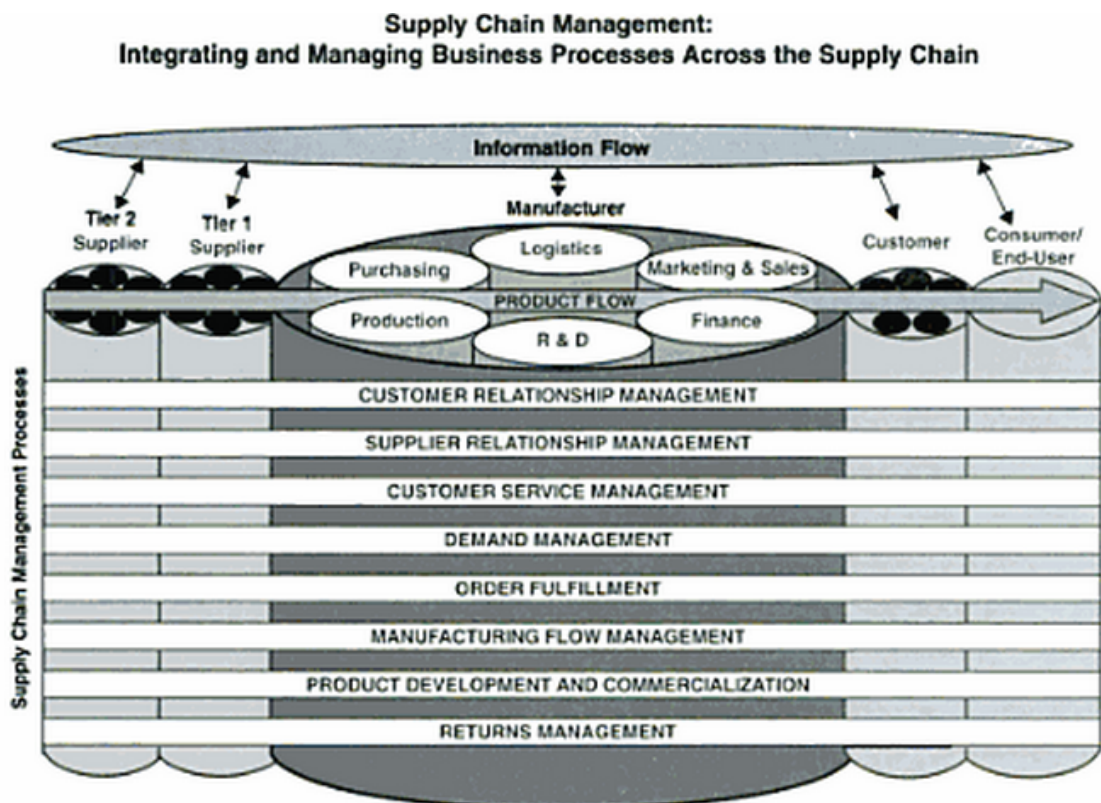 Supply Chain Management:
Integrating and Managing Business Processes Across the Supply Chain
Information Flow
Tier 2
Supplier
Tier 1
Supplier
Manufacturer
Customer
Consumer/
End-User
Logistics
Purchasing
Marketing & Sales
PRODUCT FLOW
Production
R & D
Finance
Supply Chain Management Processes
CUSTOMER RELATIONSHIP MANAGEMENT
SUPPLIER RELATIONSHIP MANAGEMENT
CUSTOMER SERVICE MANAGEMENT
DEMAND MANAGEMENT
ORDER FULFILLMENT
MANUFACTURING FLOW MANAGEMENT
PRODUCT DEVELOPMENT AND COMMERCIALIZATION
RETURNS MANAGEMENT